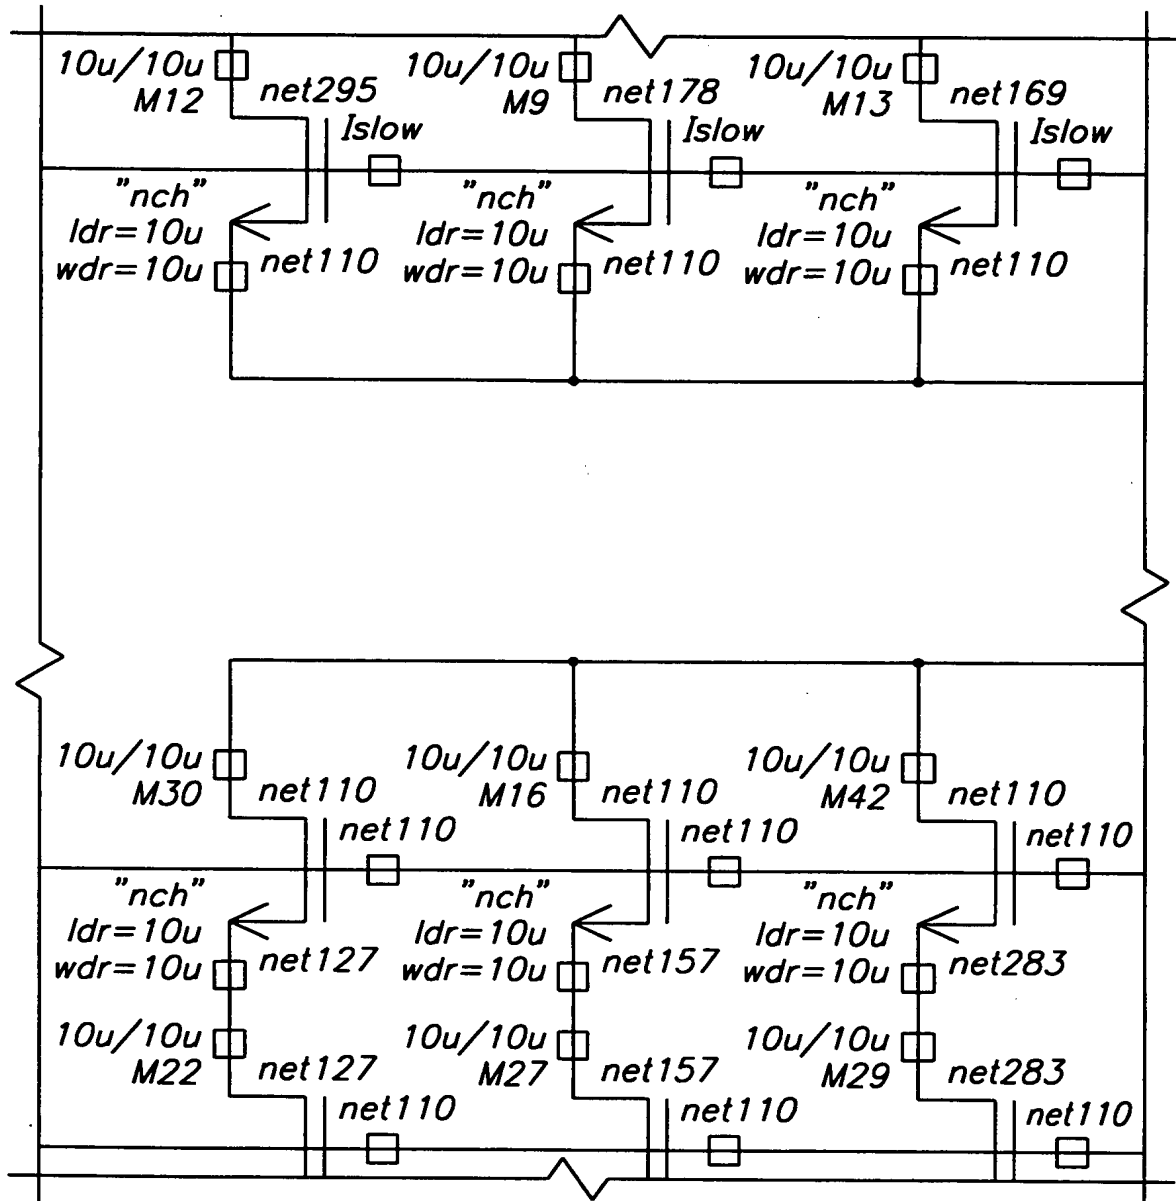 10u/10u
M12
net295
Islow
"nch"
ldr=10u
wdr=10u
net110
10u/10u
M9
net178
Islow
"nch"
ldr=10u
wdr=10u
net110
10u/10u
M13
net169
Islow
"nch"
ldr=10u
wdr=10u
net110
10u/10u
M30
net110
net110
"nch"
ldr=10u
wdr=10u
net127
10u/10u
M16
net110
net110
"nch"
ldr=10u
wdr=10u
net157
10u/10u
M42
net110
net110
"nch"
ldr=10u
wdr=10u
net283
10u/10u
M22
net127
net110
10u/10u
M27
net157
net110
10u/10u
M29
net283
net110